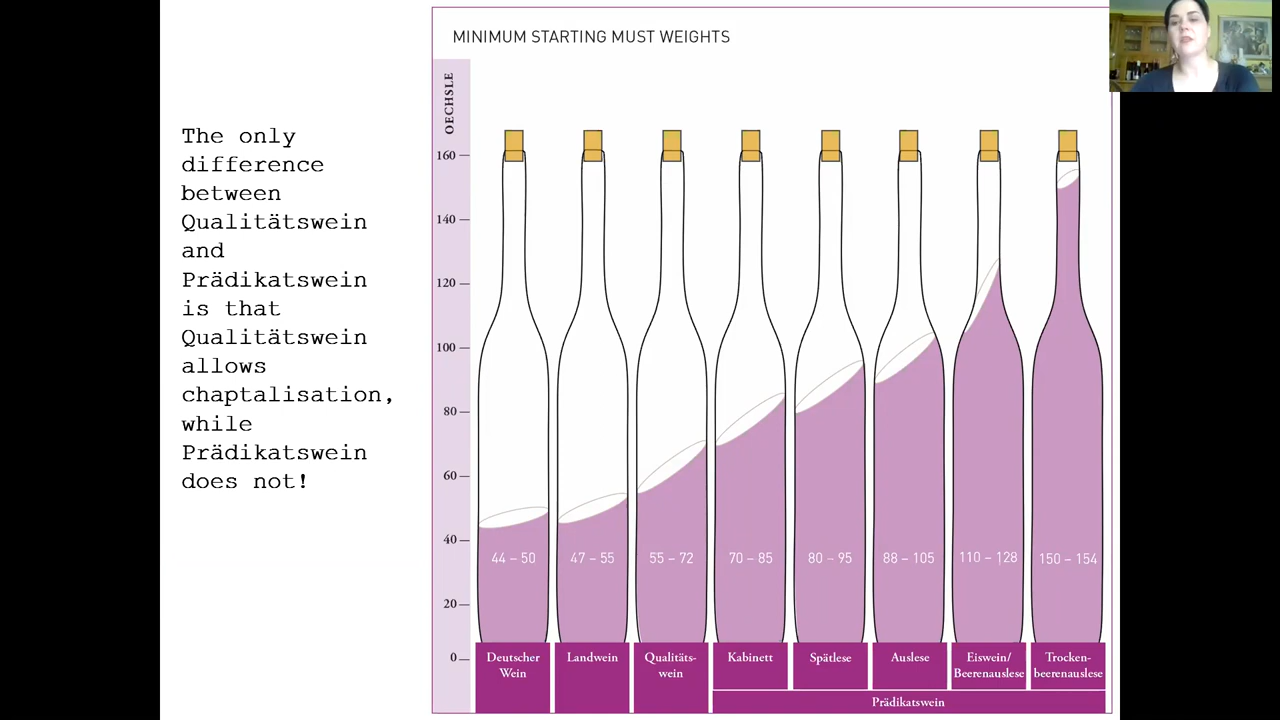 The only
difference
between
Qualitätswein
and
Prädikatswein
is that
Qualitätswein
allows
chaptalisation,
while
Prädikatswein
does not!
MINIMUM STARTING MUST WEIGHTS
OECHSLE
160
140
120
100
80
60
40
20
0
44 – 50
47 – 55
55 – 72
70 – 85
80 – 95
88 – 105
110 – 128
150 – 154
Deutscher
Wein
Landwein
Qualitäts-
wein
Kabinett
Spätlese
Auslese
Eiswein/
Beerenauslese
Trocken-
beerenauslese
Prädikatswein